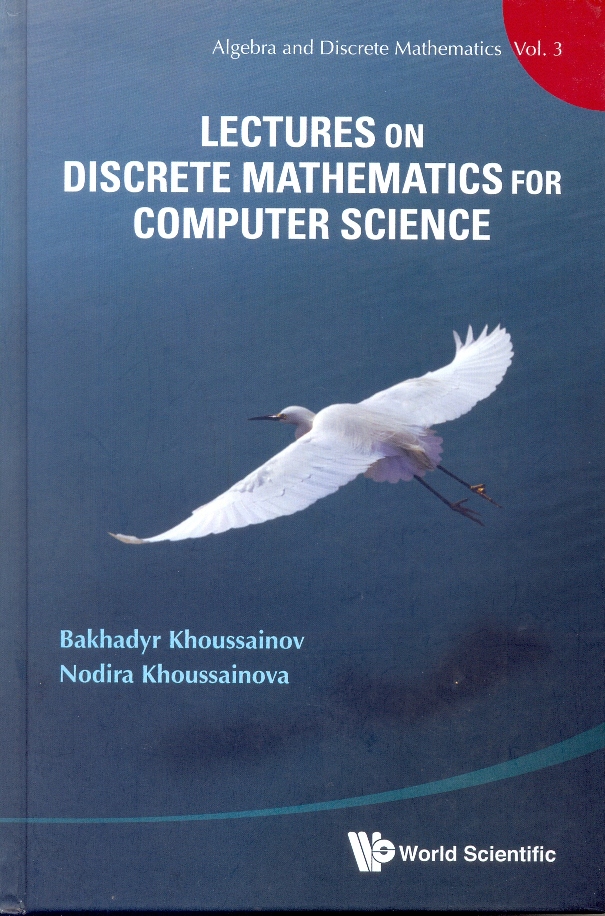 Algebra and Discrete Mathematics Vol. 3
LECTURES ON
DISCRETE MATHEMATICS FOR
COMPUTER SCIENCE
Bakhadyr Khoussainov
Nodira Khoussainova
World Scientific